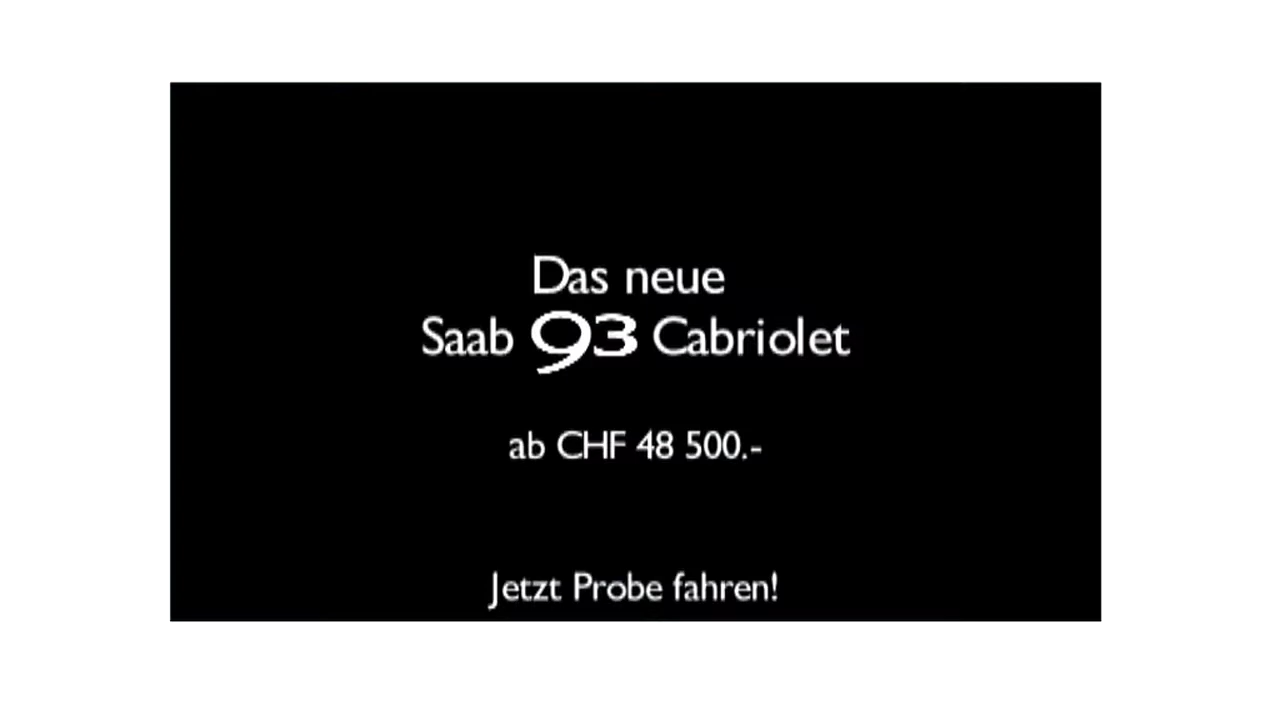 Das neue
Saab 93 Cabriolet
ab CHF 48 500.-
Jetzt Probe fahren!